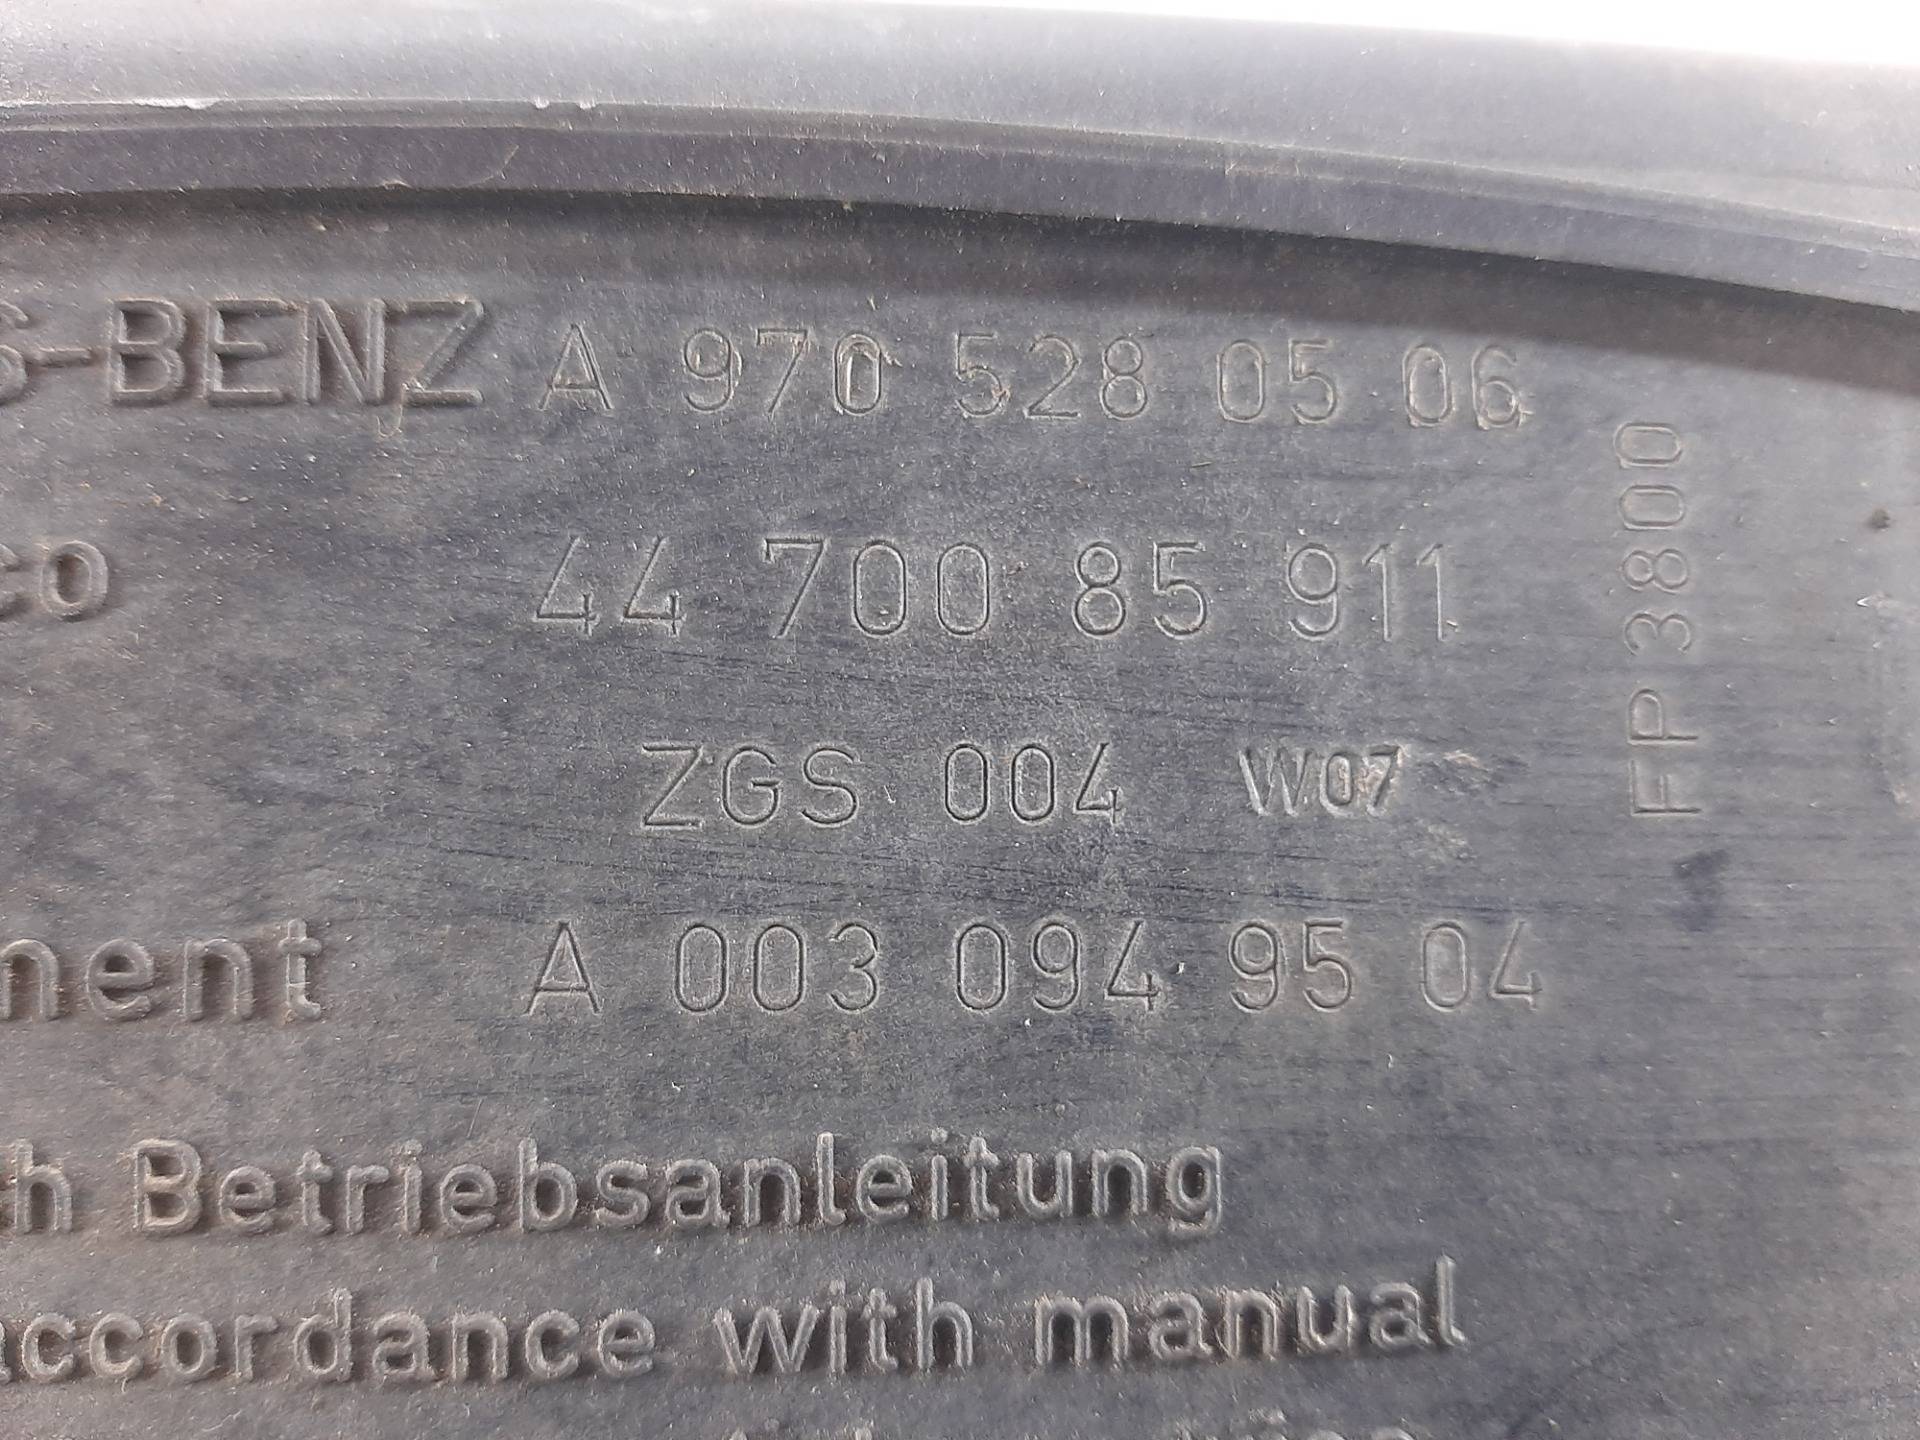 S-BENZ A 970 528 05 06
co 44 700 85 911
FP 3800
ZGS 004 W07
ment A 003 094 95 04
h Betriebsanleitung
accordance with manual